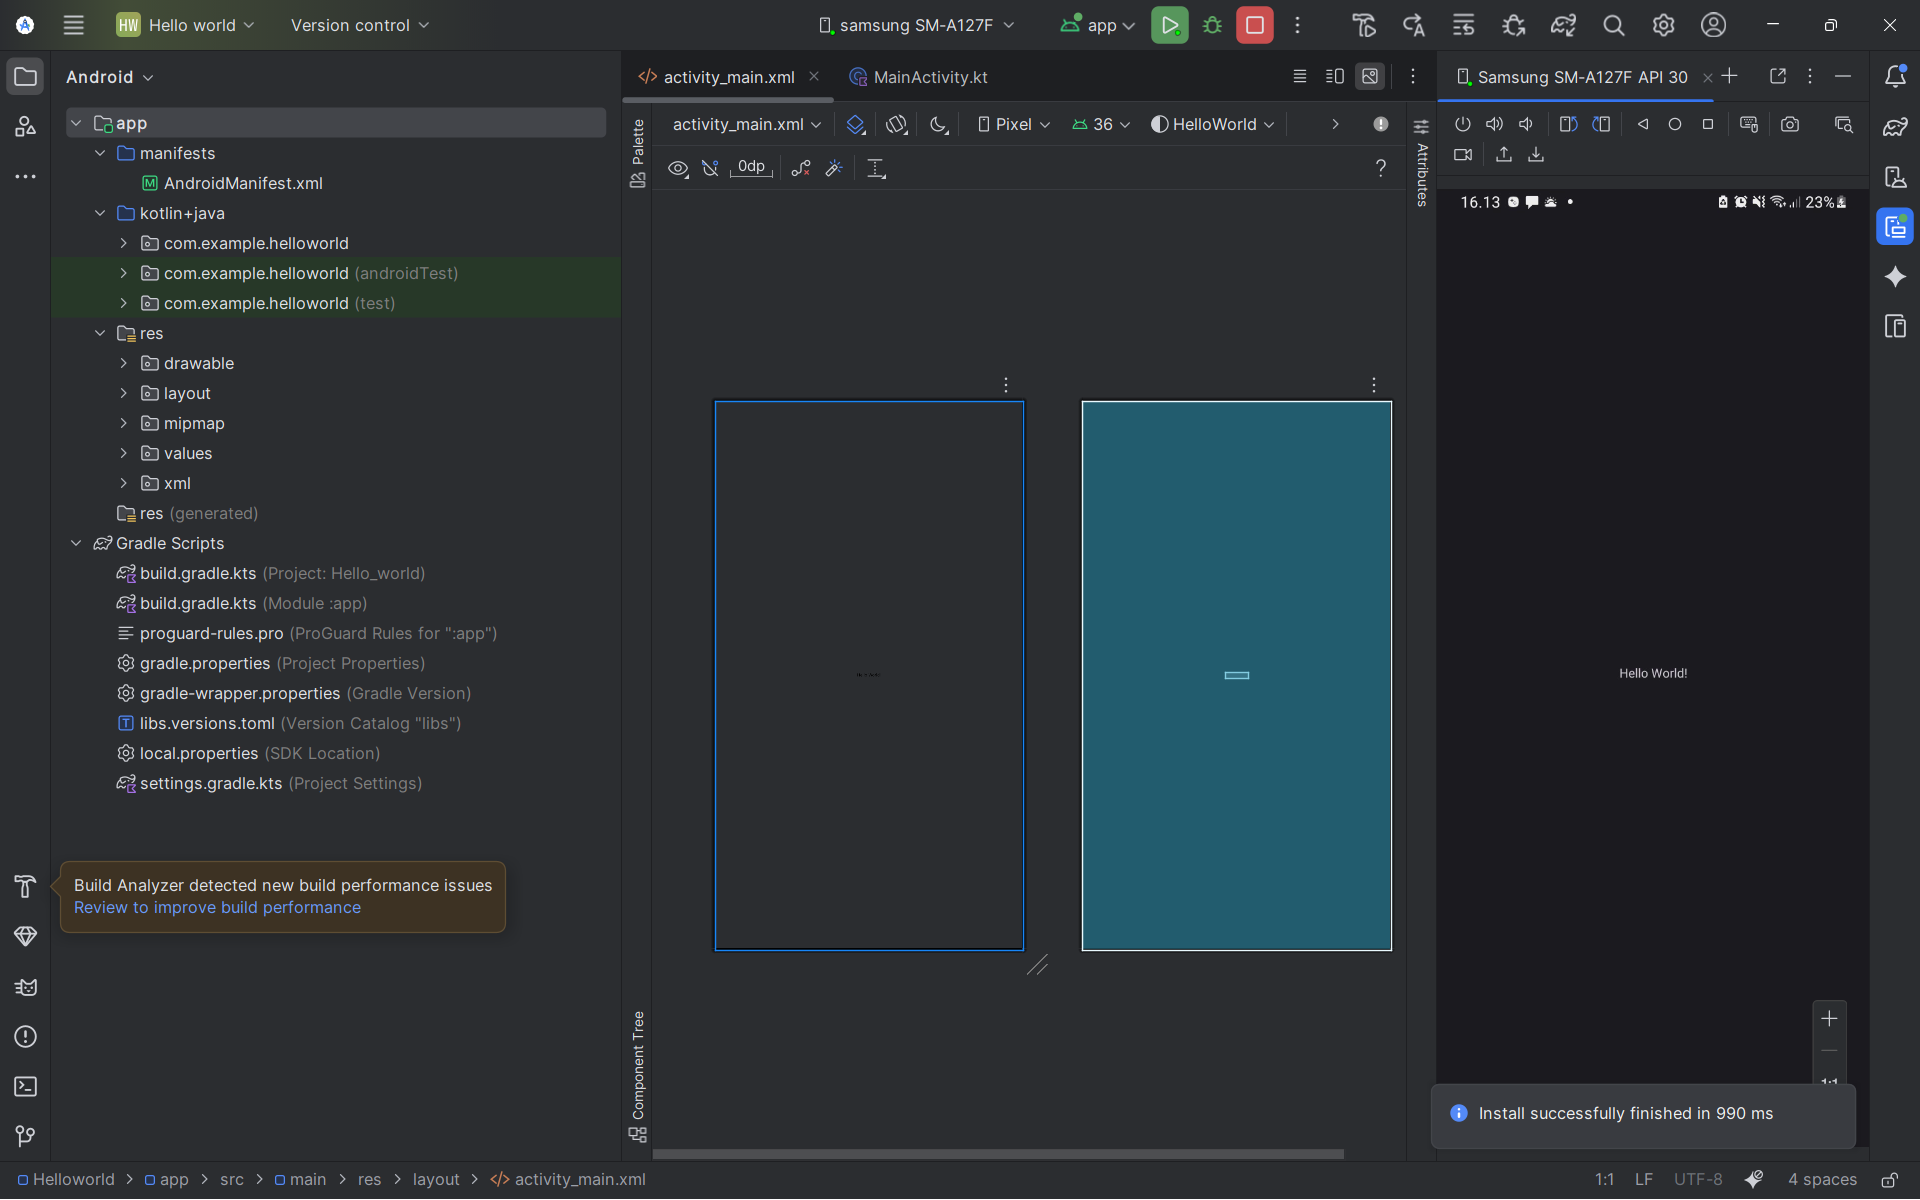 HW Hello world Version control samsung SM-A127F app
Android
activity_main.xml MainActivity.kt
Samsung SM-A127F API 30
app
manifests
AndroidManifest.xml
kotlin+java
com.example.helloworld
com.example.helloworld (androidTest)
com.example.helloworld (test)
res
drawable
layout
mipmap
values
xml
res (generated)
Gradle Scripts
build.gradle.kts (Project: Hello_world)
build.gradle.kts (Module :app)
proguard-rules.pro (ProGuard Rules for ":app")
gradle.properties (Project Properties)
gradle-wrapper.properties (Gradle Version)
libs.versions.toml (Version Catalog "libs")
local.properties (SDK Location)
settings.gradle.kts (Project Settings)
Build Analyzer detected new build performance issues
Review to improve build performance
Palette
activity_main.xml Pixel 36 HelloWorld
0dp
?
Component Tree
Attributes
16.13 23%
Hello World!
1:1
Install successfully finished in 990 ms
Helloworld > app > src > main > res > layout > activity_main.xml
1:1 LF UTF-8 4 spaces